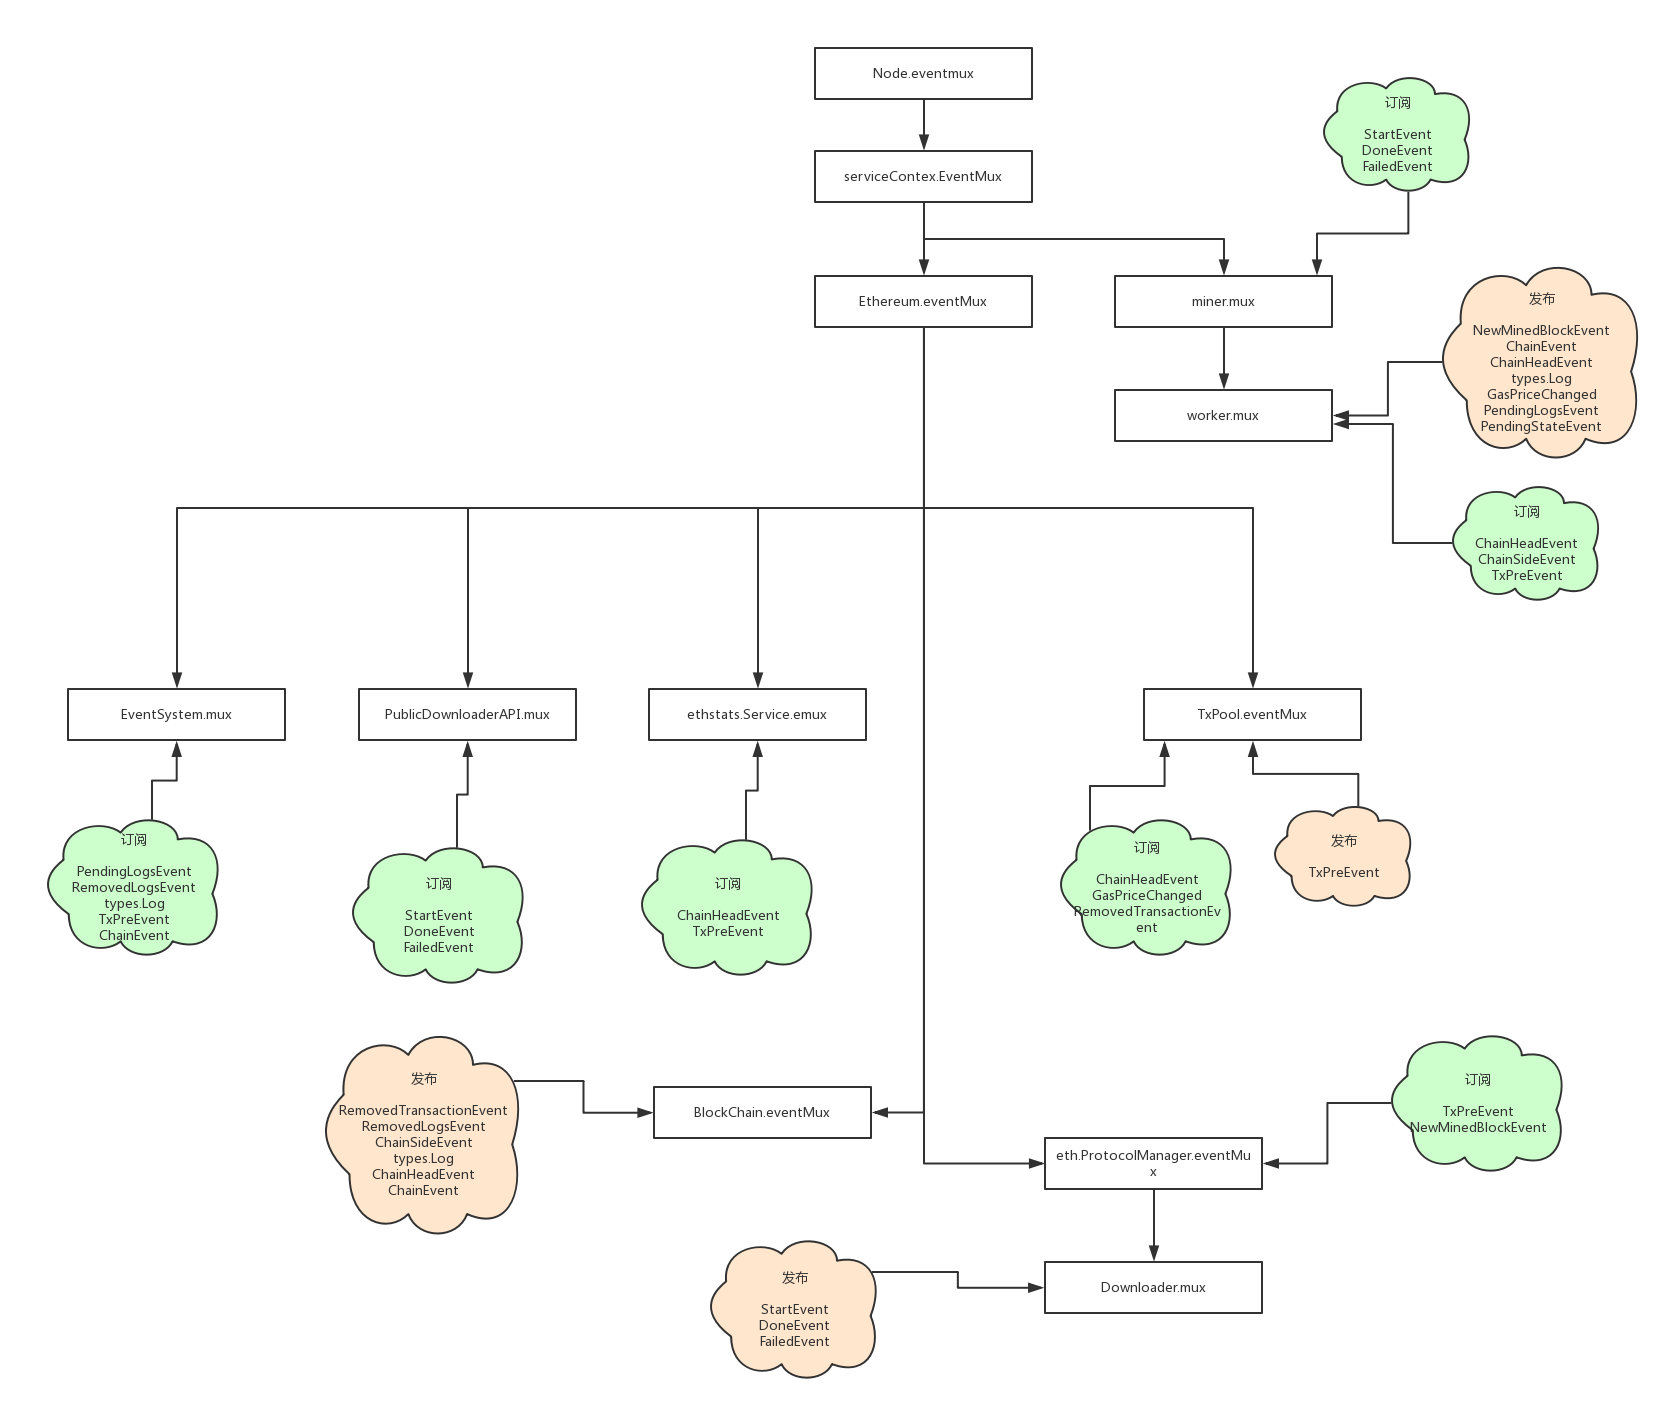 Node.eventmux
serviceContex.EventMux
订阅
StartEvent
DoneEvent
FailedEvent
Ethereum.eventMux
miner.mux
发布
NewMinedBlockEvent
ChainEvent
ChainHeadEvent
types.Log
GasPriceChanged
PendingLogsEvent
PendingStateEvent
worker.mux
订阅
ChainHeadEvent
ChainSideEvent
TxPreEvent
EventSystem.mux
PublicDownloaderAPI.mux
ethstats.Service.emux
TxPool.eventMux
订阅
PendingLogsEvent
RemovedLogsEvent
types.Log
TxPreEvent
ChainEvent
订阅
StartEvent
DoneEvent
FailedEvent
订阅
ChainHeadEvent
TxPreEvent
订阅
ChainHeadEvent
GasPriceChanged
RemovedTransactionEv
ent
发布
TxPreEvent
发布
RemovedTransactionEvent
RemovedLogsEvent
ChainSideEvent
types.Log
ChainHeadEvent
ChainEvent
BlockChain.eventMux
eth.ProtocolManager.eventMu
x
订阅
TxPreEvent
NewMinedBlockEvent
发布
StartEvent
DoneEvent
FailedEvent
Downloader.mux